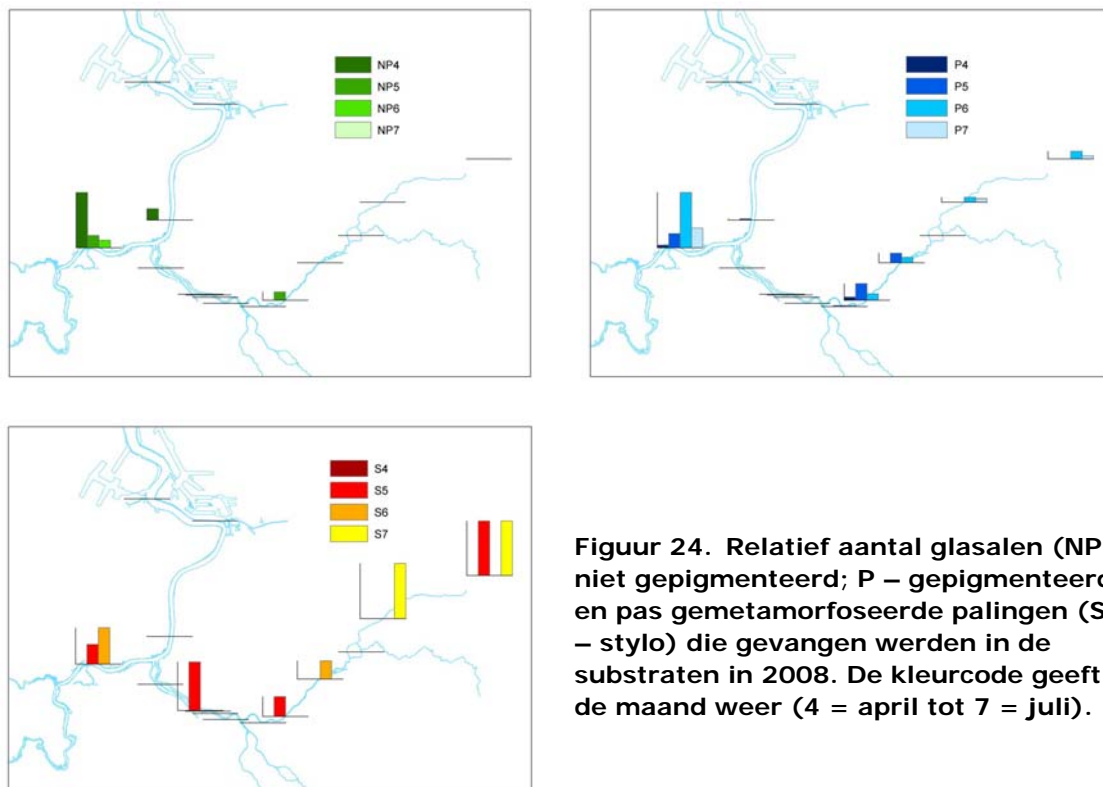 NP4
NP5
NP6
NP7
P4
P5
P6
P7
S4
S5
S6
S7
Figuur 24. Relatief aantal glasalen (NP
niet gepigmenteerd; P – gepigmenteerd
en pas gemetamorfoseerde palingen (S
– stylo) die gevangen werden in de
substraten in 2008. De kleurcode geeft
de maand weer (4 = april tot 7 = juli).